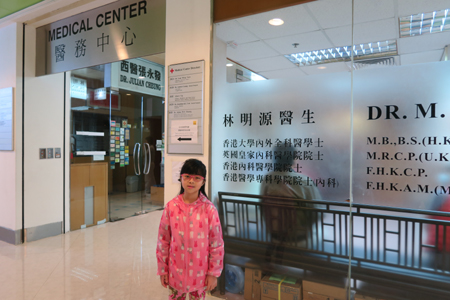 MEDICAL CENTER
醫務中心
西醫張永發
DR. JULIAN CHEUNG
林明源醫生
香港大學內外全科醫學士
英國皇家內科醫學院院士
香港內科醫學院院士
香港醫學專科學院院士(內科)
DR. M.
M.B.,B.S.(H.K
M.R.C.P.(U.K
F.H.K.C.P.
F.H.K.A.M.(M